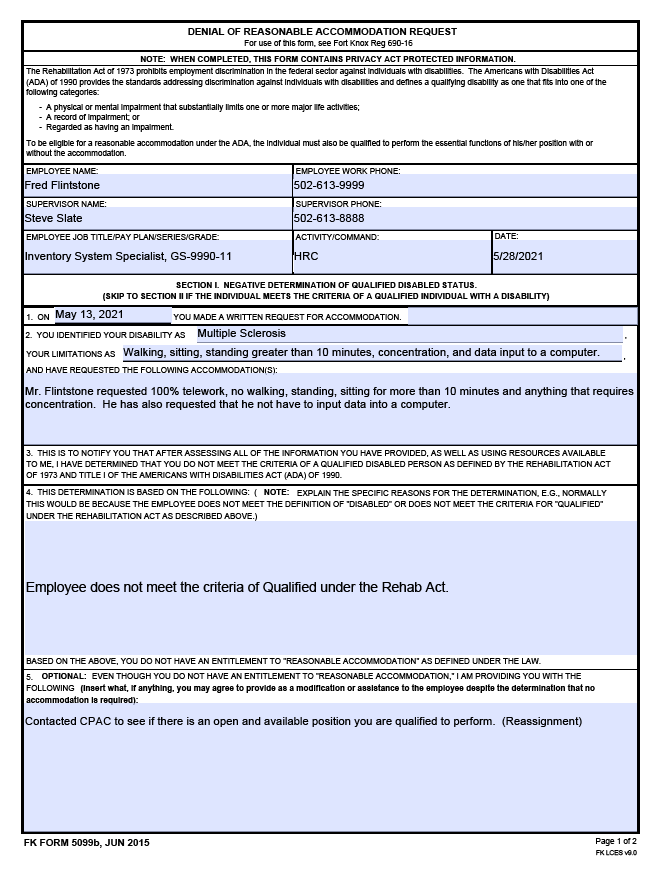 DENIAL OF REASONABLE ACCOMMODATION REQUEST
For use of this form, see Fort Knox Reg 690-16
NOTE: WHEN COMPLETED, THIS FORM CONTAINS PRIVACY ACT PROTECTED INFORMATION.
The Rehabilitation Act of 1973 prohibits employment discrimination in the federal sector against individuals with disabilities. The Americans with Disabilities Act
(ADA) of 1990 provides the standards addressing discrimination against individuals with disabilities and defines a qualifying disability as one that fits into one of the
following categories:
- A physical or mental impairment that substantially limits one or more major life activities;
- A record of impairment; or
- Regarded as having an impairment.
To be eligible for a reasonable accommodation under the ADA, the individual must also be qualified to perform the essential functions of his/her position with or
without the accommodation.
EMPLOYEE NAME: EMPLOYEE WORK PHONE:
Fred Flintstone 502-613-9999
SUPERVISOR NAME: SUPERVISOR PHONE:
Steve Slate 502-613-8888
EMPLOYEE JOB TITLE/PAY PLAN/SERIES/GRADE: ACTIVITY/COMMAND: DATE:
Inventory System Specialist, GS-9990-11 HRC 5/28/2021
SECTION I. NEGATIVE DETERMINATION OF QUALIFIED DISABLED STATUS.
(SKIP TO SECTION II IF THE INDIVIDUAL MEETS THE CRITERIA OF A QUALIFIED INDIVIDUAL WITH A DISABILITY)
1. ON May 13, 2021 YOU MADE A WRITTEN REQUEST FOR ACCOMMODATION.
2. YOU IDENTIFIED YOUR DISABILITY AS Multiple Sclerosis ,
YOUR LIMITATIONS AS Walking, sitting, standing greater than 10 minutes, concentration, and data input to a computer. ,
AND HAVE REQUESTED THE FOLLOWING ACCOMMODATION(S):
Mr. Flintstone requested 100% telework, no walking, standing, sitting for more than 10 minutes and anything that requires
concentration. He has also requested that he not have to input data into a computer.
3. THIS IS TO NOTIFY YOU THAT AFTER ASSESSING ALL OF THE INFORMATION YOU HAVE PROVIDED, AS WELL AS USING RESOURCES AVAILABLE
TO ME, I HAVE DETERMINED THAT YOU DO NOT MEET THE CRITERIA OF A QUALIFIED DISABLED PERSON AS DEFINED BY THE REHABILITATION ACT
OF 1973 AND TITLE I OF THE AMERICANS WITH DISABILITIES ACT (ADA) OF 1990.
4. THIS DETERMINATION IS BASED ON THE FOLLOWING: ( NOTE: EXPLAIN THE SPECIFIC REASONS FOR THE DETERMINATION, E.G., NORMALLY
THIS WOULD BE BECAUSE THE EMPLOYEE DOES NOT MEET THE DEFINITION OF "DISABLED" OR DOES NOT MEET THE CRITERIA FOR "QUALIFIED"
UNDER THE REHABILITATION ACT AS DESCRIBED ABOVE.)
Employee does not meet the criteria of Qualified under the Rehab Act.
BASED ON THE ABOVE, YOU DO NOT HAVE AN ENTITLEMENT TO "REASONABLE ACCOMMODATION" AS DEFINED UNDER THE LAW.
5. OPTIONAL: EVEN THOUGH YOU DO NOT HAVE AN ENTITLEMENT TO "REASONABLE ACCOMMODATION," I AM PROVIDING YOU WITH THE
FOLLOWING (Insert what, if anything, you may agree to provide as a modification or assistance to the employee despite the determination that no
accommodation is required):
Contacted CPAC to see if there is an open and available position you are qualified to perform. (Reassignment)
FK FORM 5099b, JUN 2015 Page 1 of 2
FK LCES v9.0